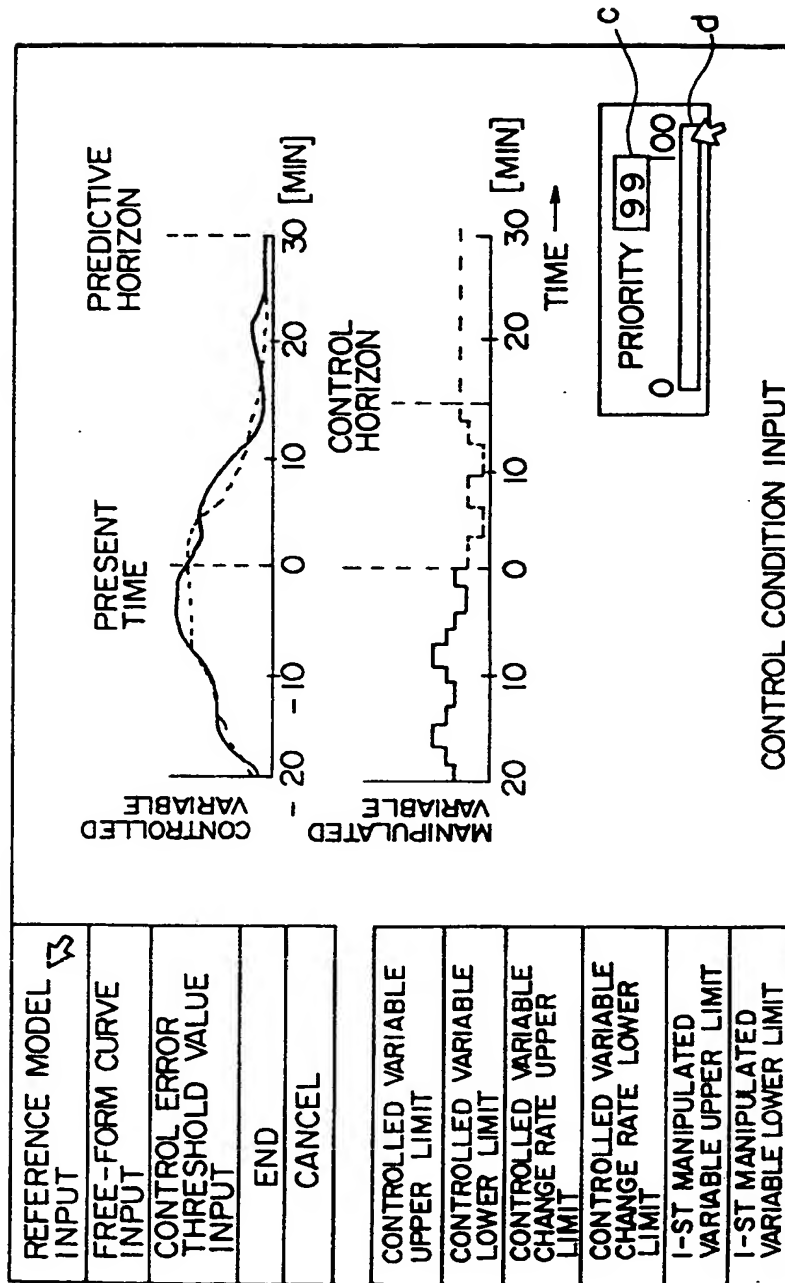 REFERENCE MODEL
INPUT
FREE-FORM CURVE
INPUT
CONTROL ERROR
THRESHOLD VALUE
INPUT
END
CANCEL
CONTROLLED VARIABLE
UPPER LIMIT
CONTROLLED VARIABLE
LOWER LIMIT
CONTROLLED VARIABLE
CHANGE RATE UPPER
LIMIT
CONTROLLED VARIABLE
CHANGE RATE LOWER
LIMIT
I-ST MANIPULATED
VARIABLE UPPER LIMIT
I-ST MANIPULATED
VARIABLE LOWER LIMIT
PRESENT
TIME
PREDICTIVE
HORIZON
CONTROLLED
VARIABLE
-20 -10 0 10 20 30 [MIN]
CONTROL
HORIZON
MANIPULATED
VARIABLE
20 10 0 10 20 30 [MIN]
TIME →
PRIORITY 99
0 100
c
d
CONTROL CONDITION INPUT